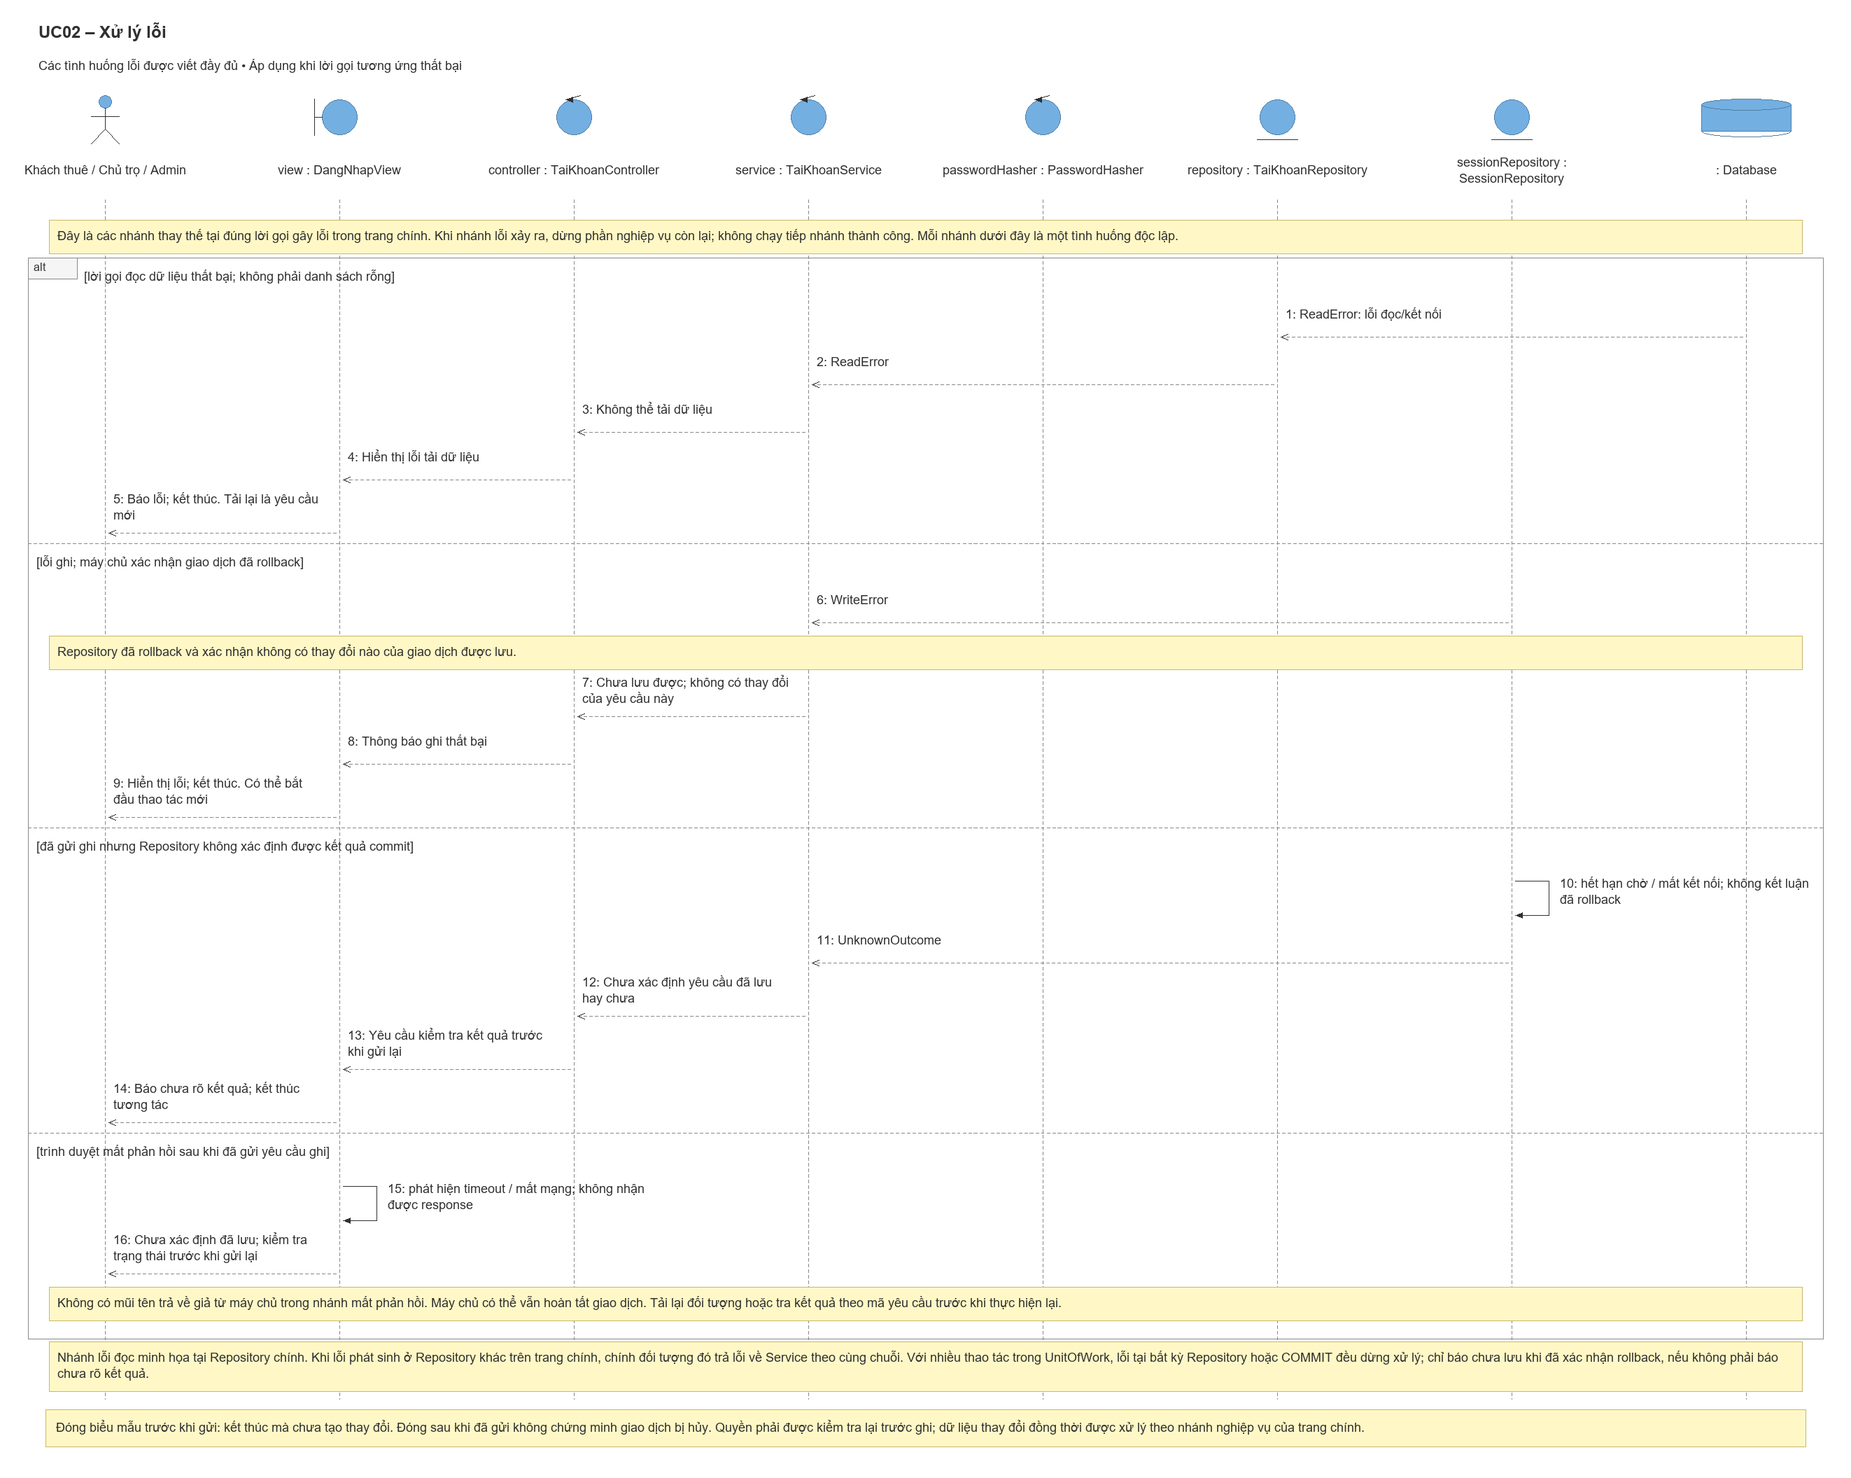 UC02 – Xử lý lỗi
Các tình huống lỗi được viết đầy đủ • Áp dụng khi lời gọi tương ứng thất bại
Khách thuê / Chủ trọ / Admin
view : DangNhapView
controller : TaiKhoanController
service : TaiKhoanService
passwordHasher : PasswordHasher
repository : TaiKhoanRepository
sessionRepository :
SessionRepository
: Database
Đây là các nhánh thay thế tại đúng lời gọi gây lỗi trong trang chính. Khi nhánh lỗi xảy ra, dừng phần nghiệp vụ còn lại; không chạy tiếp nhánh thành công. Mỗi nhánh dưới đây là một tình huống độc lập.
alt
[lời gọi đọc dữ liệu thất bại; không phải danh sách rỗng]
1: ReadError: lỗi đọc/kết nối
2: ReadError
3: Không thể tải dữ liệu
4: Hiển thị lỗi tải dữ liệu
5: Báo lỗi; kết thúc. Tải lại là yêu cầu
mới
[lỗi ghi; máy chủ xác nhận giao dịch đã rollback]
6: WriteError
Repository đã rollback và xác nhận không có thay đổi nào của giao dịch được lưu.
7: Chưa lưu được; không có thay đổi
của yêu cầu này
8: Thông báo ghi thất bại
9: Hiển thị lỗi; kết thúc. Có thể bắt
đầu thao tác mới
[đã gửi ghi nhưng Repository không xác định được kết quả commit]
10: hết hạn chờ / mất kết nối; không kết luận
đã rollback
11: UnknownOutcome
12: Chưa xác định yêu cầu đã lưu
hay chưa
13: Yêu cầu kiểm tra kết quả trước
khi gửi lại
14: Báo chưa rõ kết quả; kết thúc
tương tác
[trình duyệt mất phản hồi sau khi đã gửi yêu cầu ghi]
15: phát hiện timeout / mất mạng; không nhận
được response
16: Chưa xác định đã lưu; kiểm tra
trạng thái trước khi gửi lại
Không có mũi tên trả về giả từ máy chủ trong nhánh mất phản hồi. Máy chủ có thể vẫn hoàn tất giao dịch. Tải lại đối tượng hoặc tra kết quả theo mã yêu cầu trước khi thực hiện lại.
Nhánh lỗi đọc minh họa tại Repository chính. Khi lỗi phát sinh ở Repository khác trên trang chính, chính đối tượng đó trả lỗi về Service theo cùng chuỗi. Với nhiều thao tác trong UnitOfWork, lỗi tại bất kỳ Repository hoặc COMMIT đều dừng xử lý; chỉ báo chưa lưu khi đã xác nhận rollback, nếu không phải báo
chưa rõ kết quả.
Đóng biểu mẫu trước khi gửi: kết thúc mà chưa tạo thay đổi. Đóng sau khi đã gửi không chứng minh giao dịch bị hủy. Quyền phải được kiểm tra lại trước ghi; dữ liệu thay đổi đồng thời được xử lý theo nhánh nghiệp vụ của trang chính.